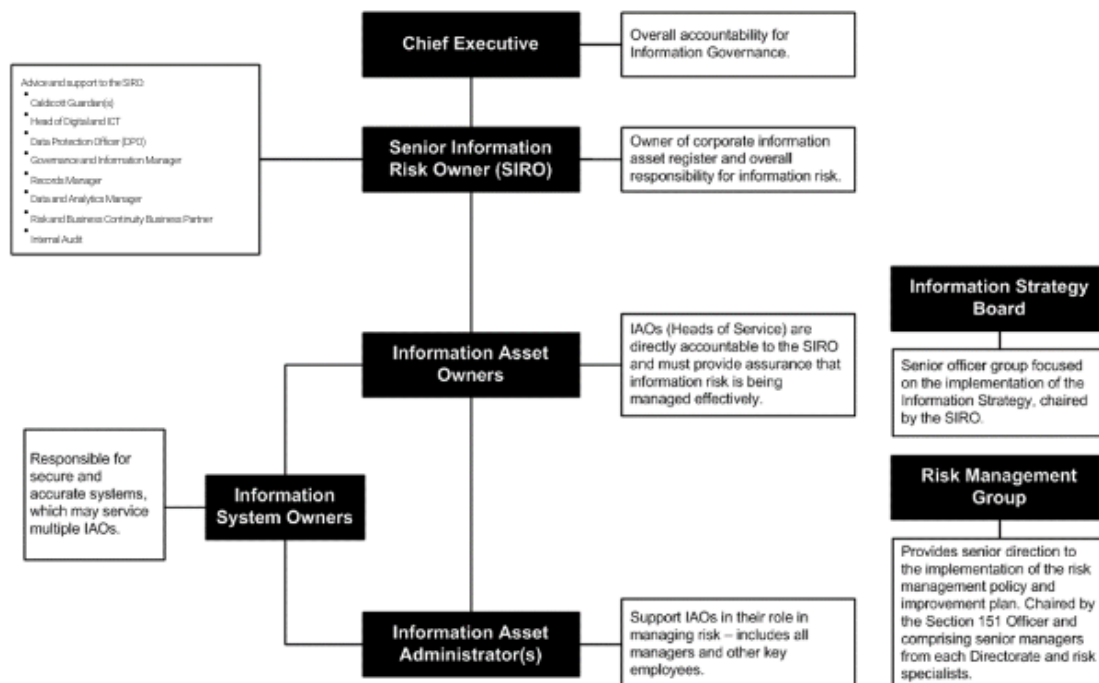 Chief Executive
Overall accountability for
Information Governance.
Advice and support to the SIRO
Caldicott Guardian(s)
Head of Digital and ICT
Data Protection Officer (DPO)
Governance and Information Manager
Records Manager
Data and Analytics Manager
Risk and Business Continuity Business Partner
Internal Audit
Senior Information
Risk Owner (SIRO)
Owner of corporate information
asset register and overall
responsibility for information risk.
Information Asset
Owners
IAOs (Heads of Service) are
directly accountable to the SIRO
and must provide assurance that
information risk is being
managed effectively.
Information Strategy
Board
Senior officer group focused
on the implementation of the
Information Strategy, chaired
by the SIRO.
Responsible for
secure and
accurate systems,
which may service
multiple IAOs.
Information
System Owners
Risk Management
Group
Provides senior direction to
the implementation of the risk
management policy and
improvement plan. Chaired by
the Section 151 Officer and
comprising senior managers
from each Directorate and risk
specialists.
Information Asset
Administrator(s)
Support IAOs in their role in
managing risk – includes all
managers and other key
employees.